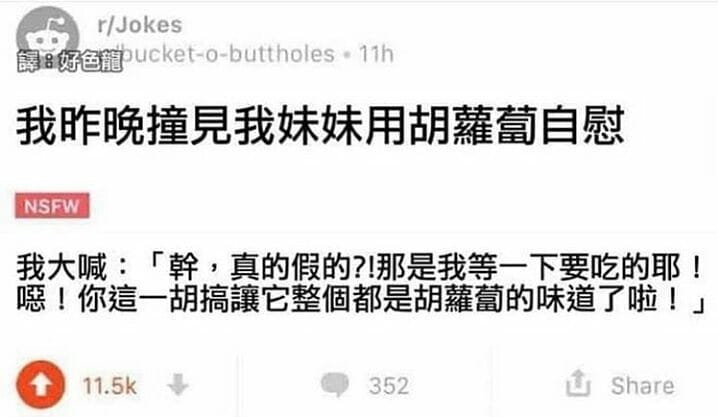 r/Jokes
譯：好色龍
bucket-o-buttholes • 11h
我昨晚撞見我妹妹用胡蘿蔔自慰
NSFW
我大喊：「幹，真的假的?!那是我等一下要吃的耶！
噁！你這一胡搞讓它整個都是胡蘿蔔的味道了啦！」
11.5k
352
Share